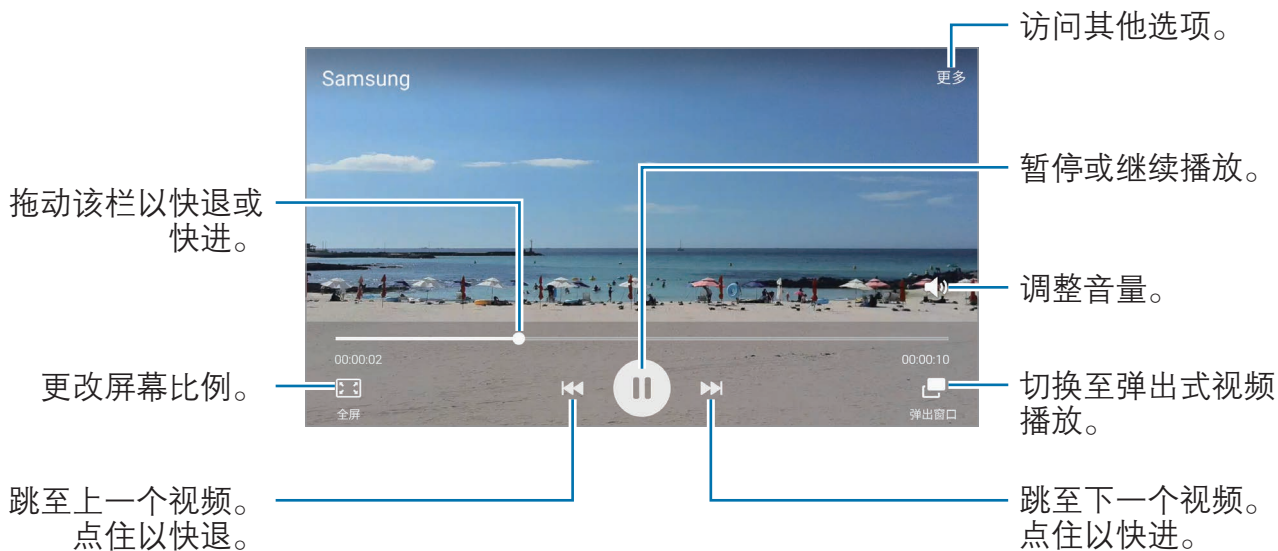 访问其他选项。
Samsung
更多
暂停或继续播放。
拖动该栏以快退或
快进。
调整音量。
00:00:02
00:00:10
更改屏幕比例。
全屏
弹出窗口
切换至弹出式视频
播放。
跳至上一个视频。
点住以快退。
跳至下一个视频。
点住以快进。